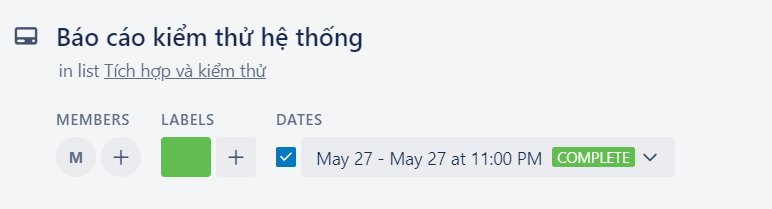 Báo cáo kiểm thử hệ thống
in list Tích hợp và kiểm thử
MEMBERS LABELS DATES
M + + May 27 - May 27 at 11:00 PM COMPLETE